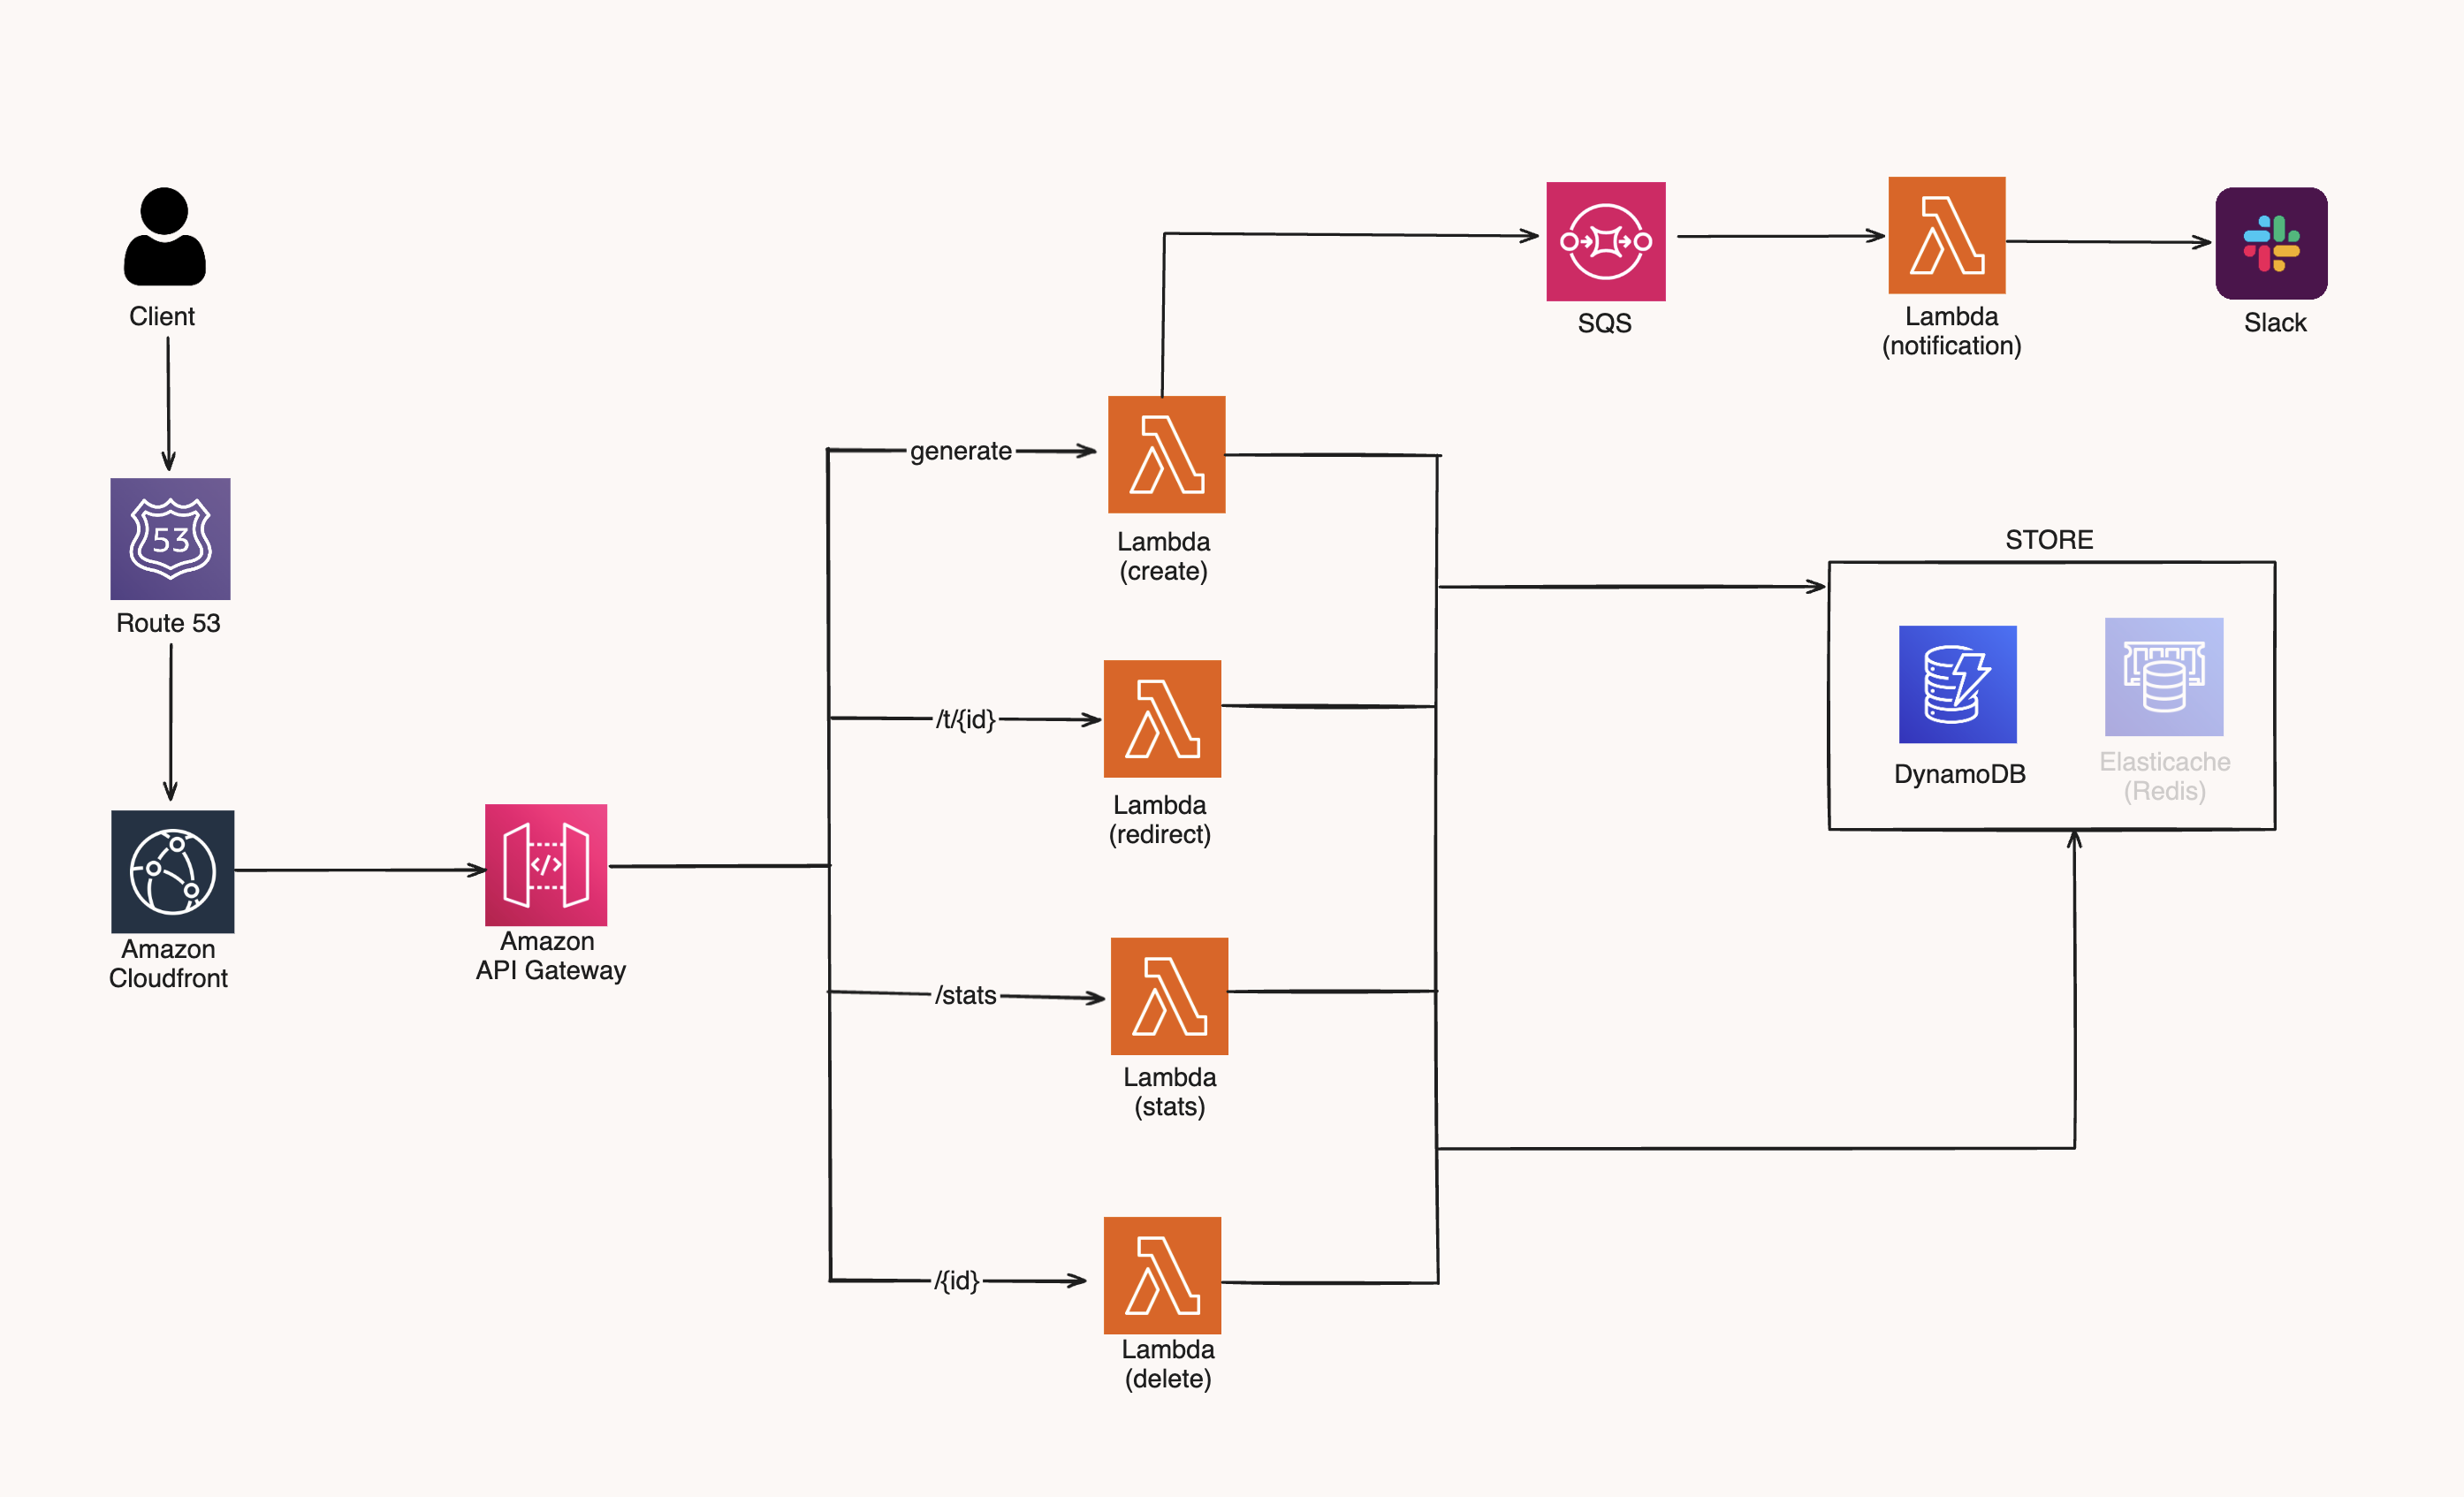 Client
53
Route 53
Amazon
Cloudfront
</>
Amazon
API Gateway
generate
/t/{id}
/stats
/{id}
Lambda
(create)
Lambda
(redirect)
Lambda
(stats)
Lambda
(delete)
SQS
Lambda
(notification)
Slack
STORE
DynamoDB
Elasticache
(Redis)